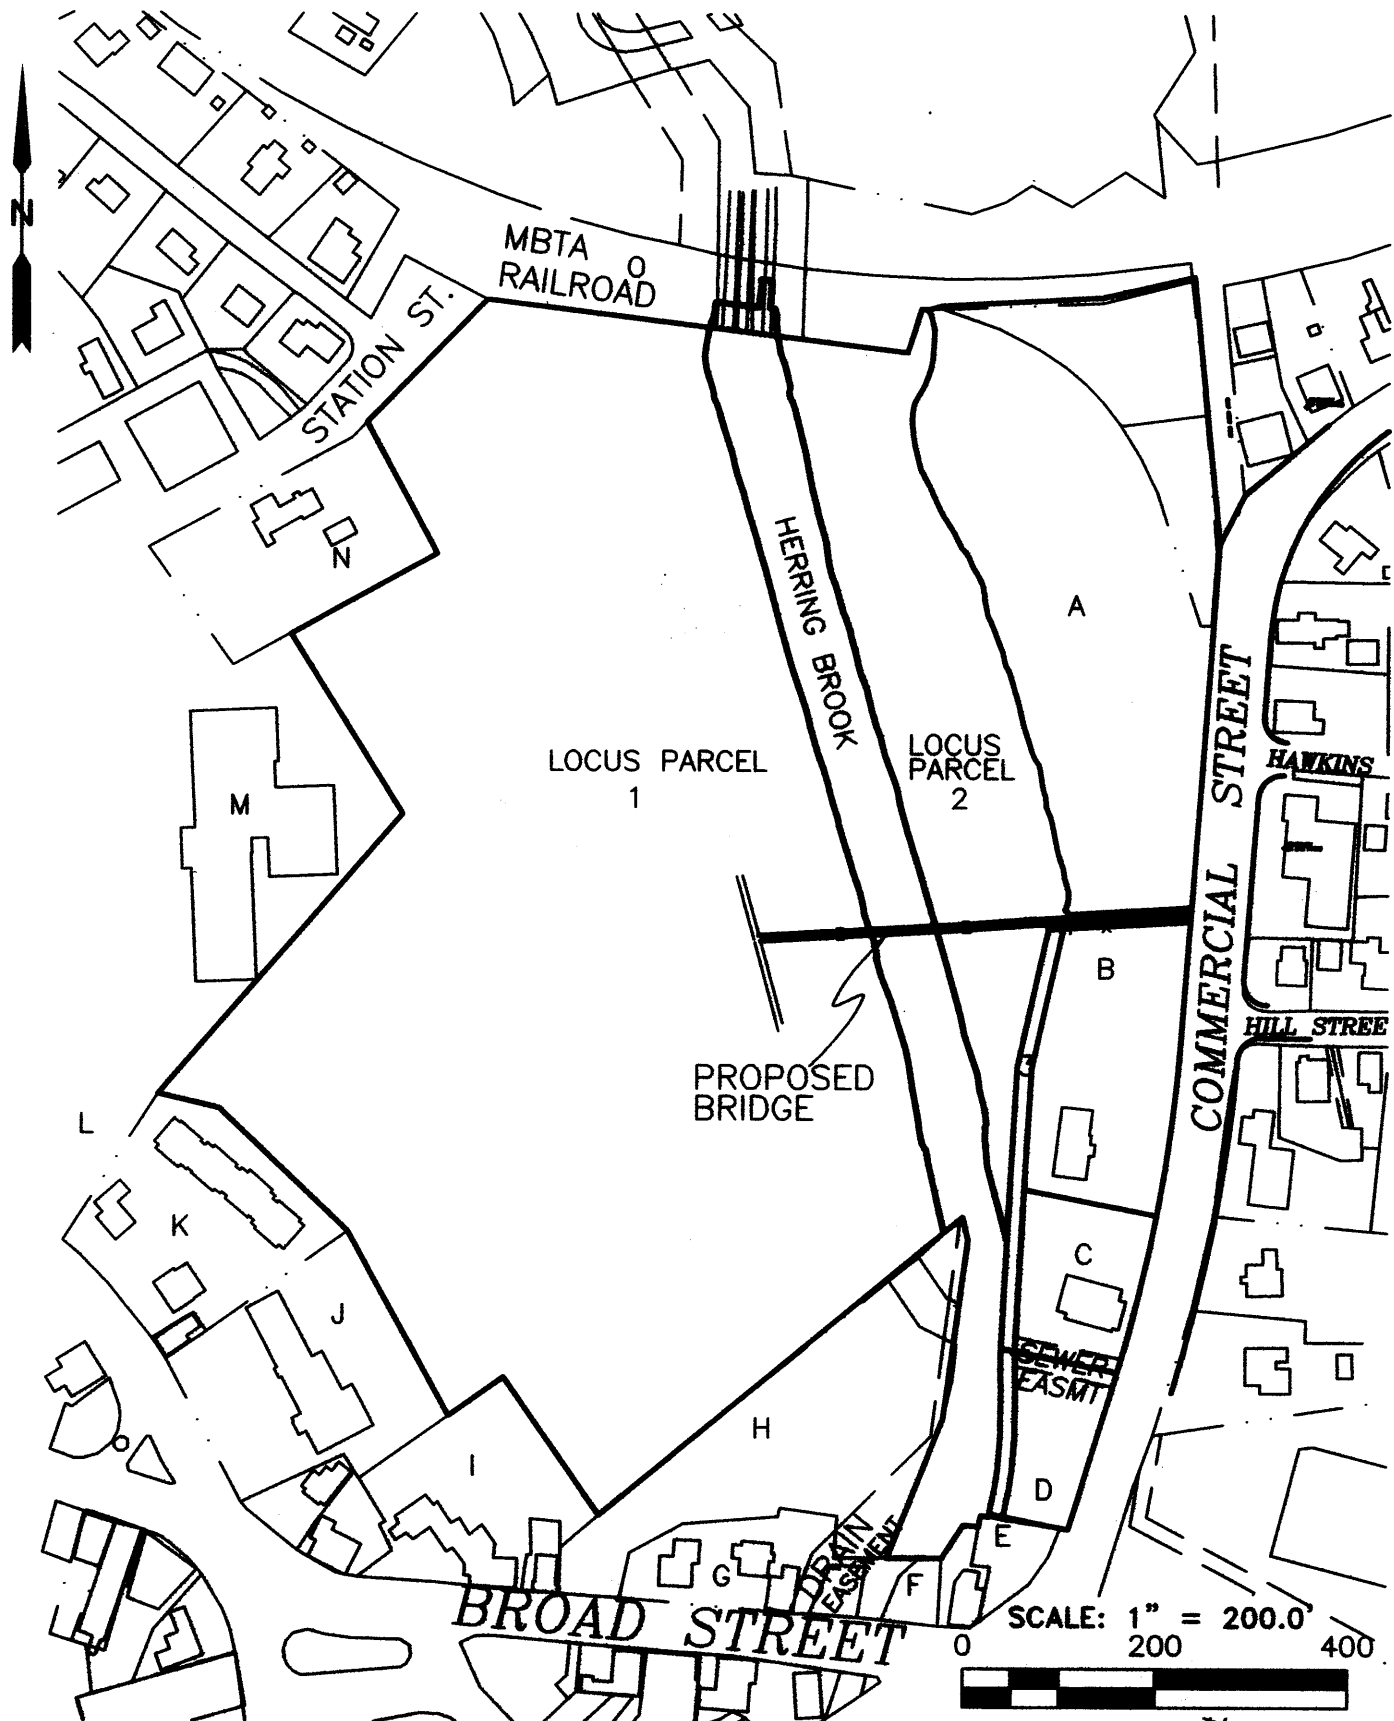 N
MBTA
RAILROAD
O
STATION ST.
N
HERRING BROOK
A
LOCUS PARCEL
1
LOCUS
PARCEL
2
COMMERCIAL STREET
HAWKINS
M
B
HILL STREE
PROPOSED
BRIDGE
L
K
C
J
SEWER
EASMT
H
I
D
E
DRAIN
EASEMENT
G
F
BROAD STREET
SCALE: 1" = 200.0'
0 200 400